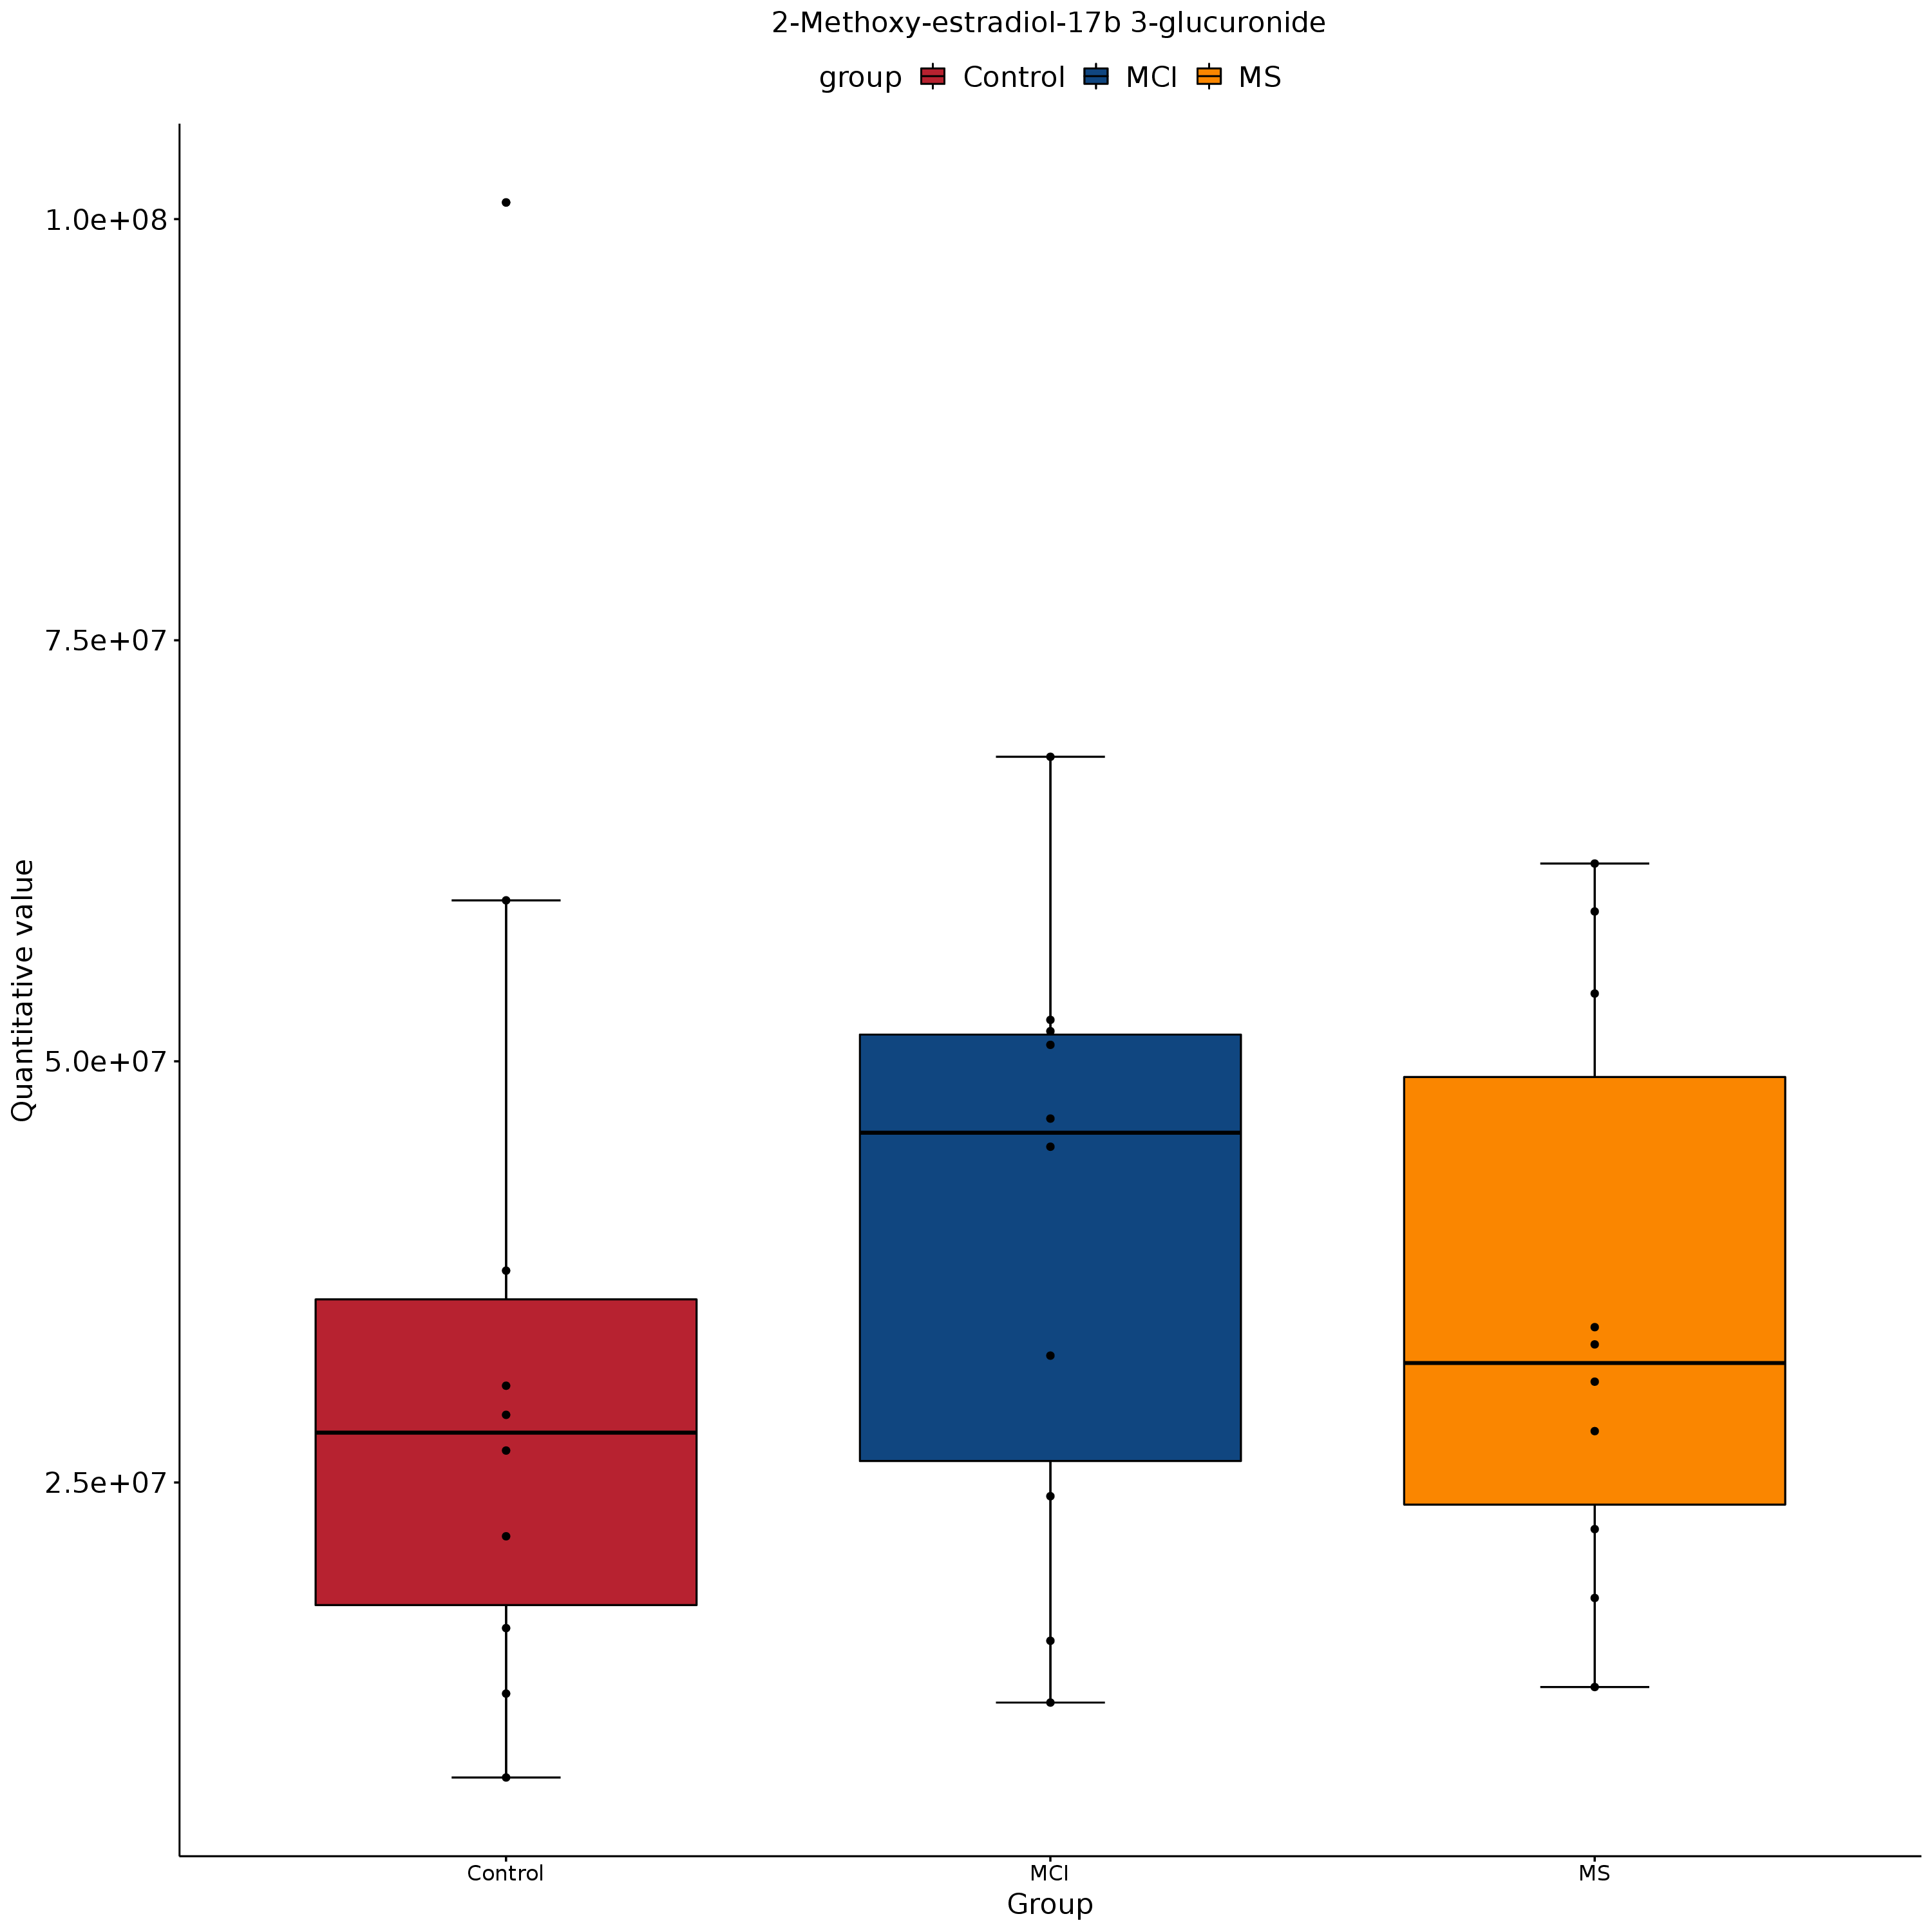 2-Methoxy-estradiol-17b 3-glucuronide
group Control MCI MS
1.0e+08
7.5e+07
5.0e+07
2.5e+07
Quantitative value
Control MCI MS
Group